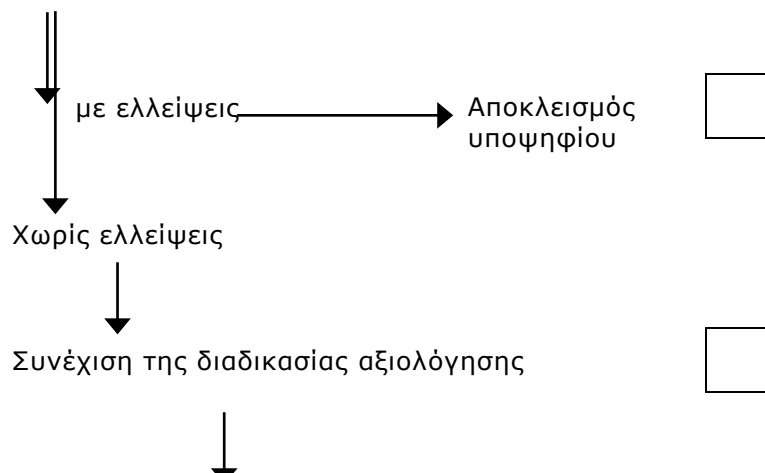 με ελλείψεις
Αποκλεισμός
υποψηφίου
Χωρίς ελλείψεις
Συνέχιση της διαδικασίας αξιολόγησης